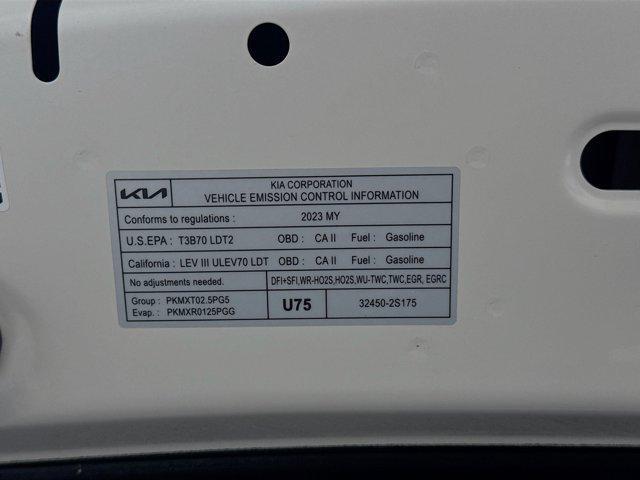 KIA
KIA CORPORATION
VEHICLE EMISSION CONTROL INFORMATION
Conforms to regulations : 2023 MY
U.S.EPA : T3B70 LDT2 OBD : CA II Fuel : Gasoline
California : LEV III ULEV70 LDT OBD : CA II Fuel : Gasoline
No adjustments needed. DFI+SFI,WR-HO2S,HO2S,WU-TWC,TWC,EGR, EGRC
Group : PKMXT02.5PG5
Evap. : PKMXR0125PGG
U75
32450-2S175